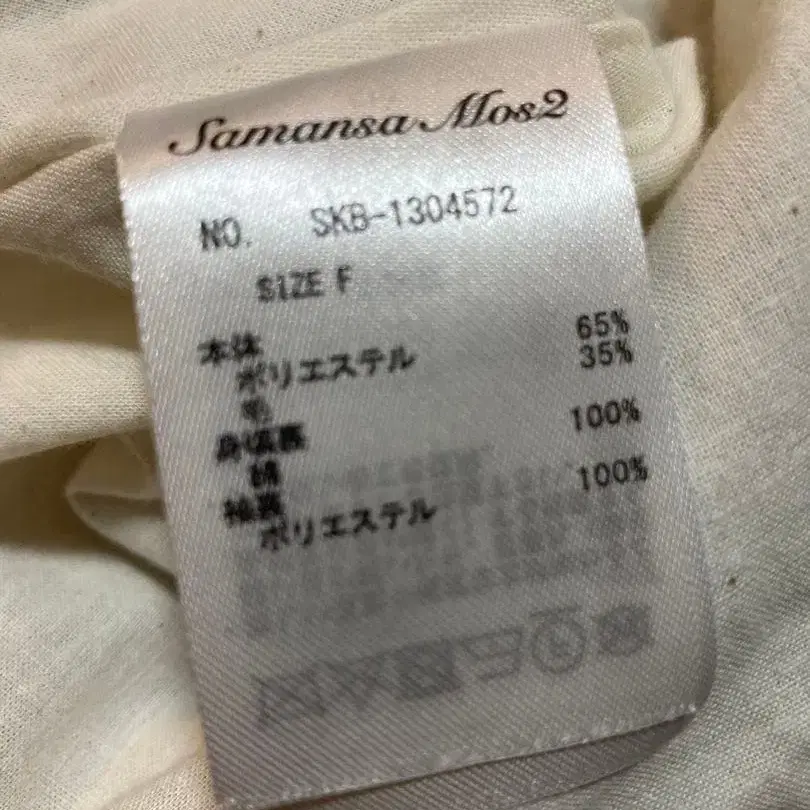 Samansa Mos2
NO. SKB-1304572
SIZE F
本体
ポリエステル 65%
毛 35%
身頃裏
綿 100%
袖裏
ポリエステル 100%